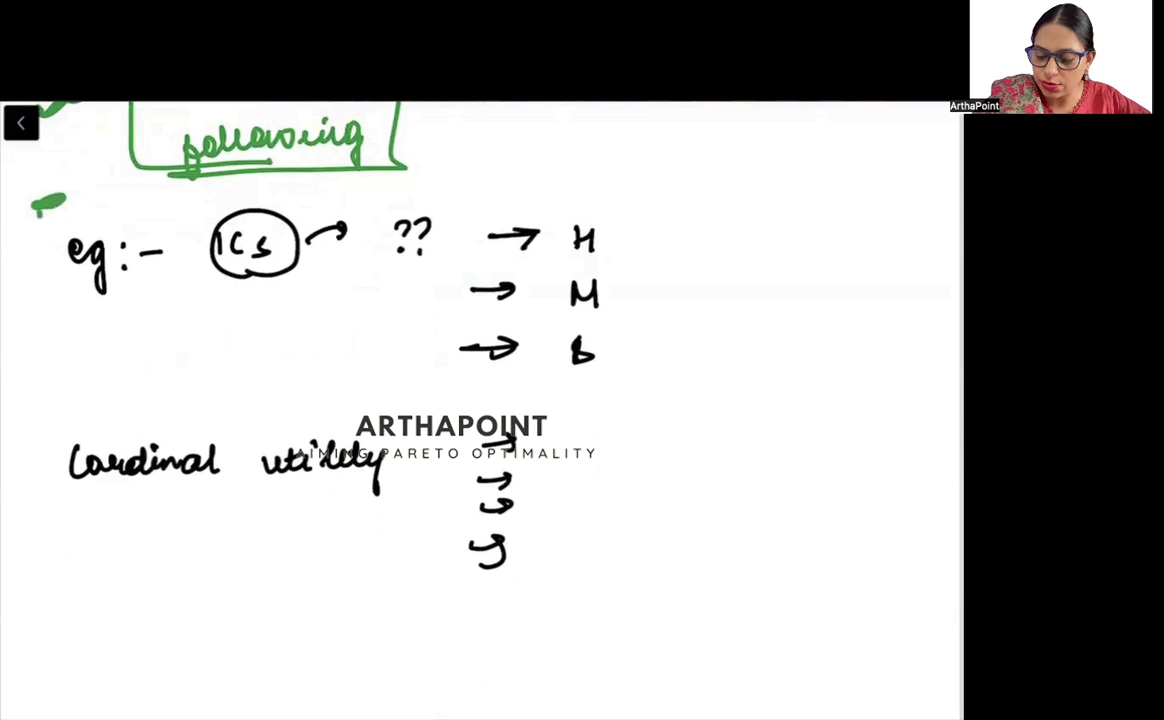 ArthaPoint
following
eg:- ICs → ?? → H
→ M
→ B
ARTHAPOINT
AIMING PARETO OPTIMALITY
Cardinal utility →
→
→
→